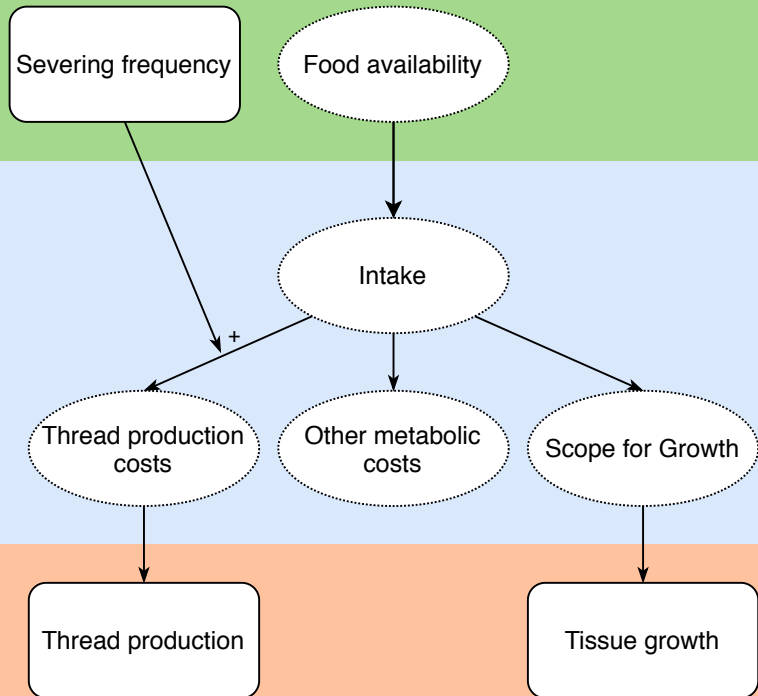 Severing frequency
Food availability
Intake
+
Thread production
costs
Other metabolic
costs
Scope for Growth
Thread production
Tissue growth